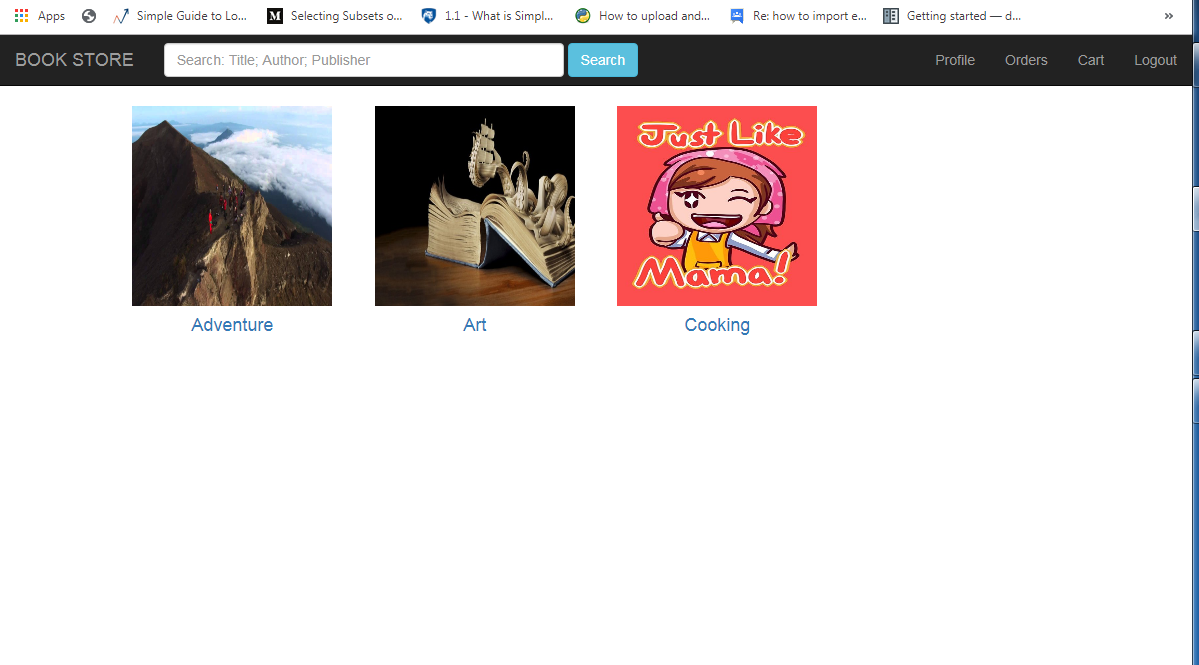 Apps Simple Guide to Lo... M Selecting Subsets o... 1.1 - What is Simpl... How to upload and... Re: how to import e... Getting started — d... »
BOOK STORE Search: Title; Author; Publisher Search Profile Orders Cart Logout
Just Like
Mama!
Adventure Art Cooking